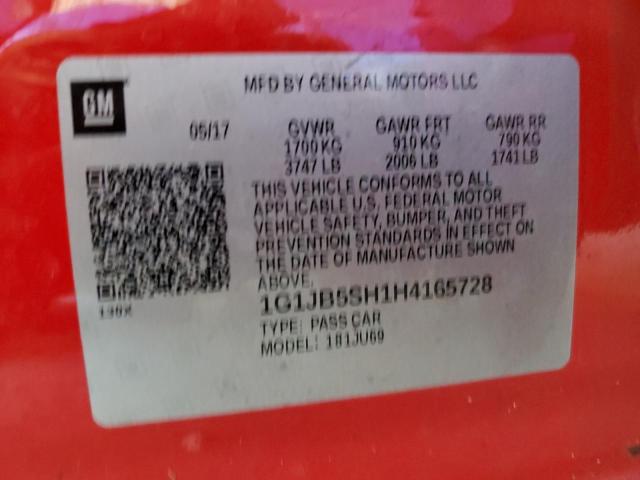 GM
MFD BY GENERAL MOTORS LLC
05/17 GVWR GAWR FRT GAWR RR
1700 KG 910 KG 790 KG
3747 LB 2006 LB 1741 LB
THIS VEHICLE CONFORMS TO ALL
APPLICABLE U.S. FEDERAL MOTOR
VEHICLE SAFETY, BUMPER, AND THEFT
PREVENTION STANDARDS IN EFFECT ON
THE DATE OF MANUFACTURE SHOWN
ABOVE.
1G1JB5SH1H4165728
TYPE: PASS CAR
MODEL: 1B1JU69